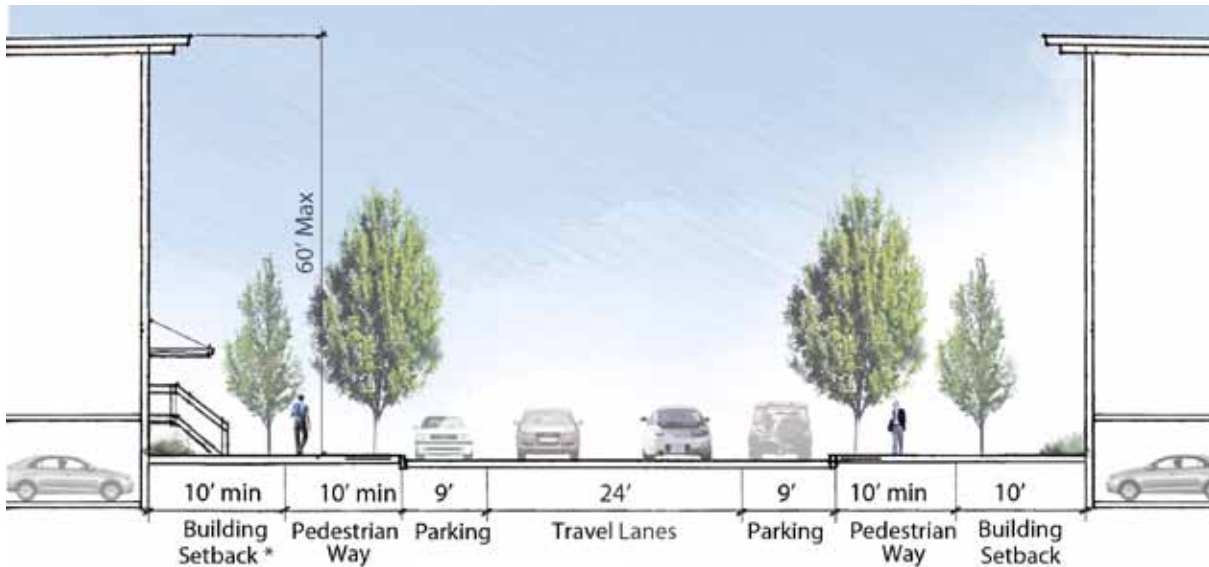 60' Max
10' min
10' min
9'
24'
9'
10' min
10'
Building
Setback *
Pedestrian
Way
Parking
Travel Lanes
Parking
Pedestrian
Way
Building
Setback